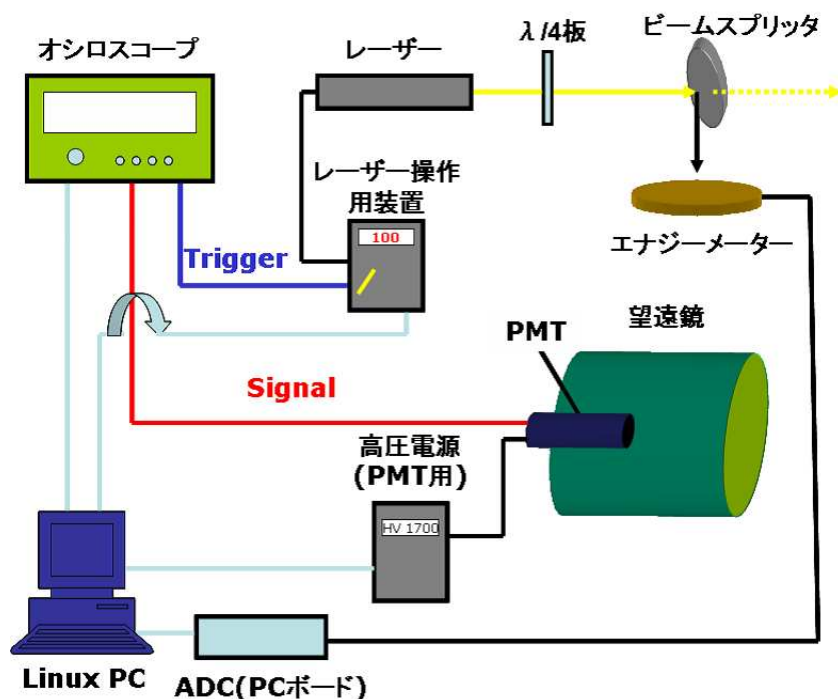 オシロスコープ
レーザー
λ/4板
ビームスプリッタ
レーザー操作
用装置
100
エナジーメーター
Trigger
望遠鏡
PMT
Signal
高圧電源
(PMT用)
HV 1700
Linux PC
ADC(PCボード)